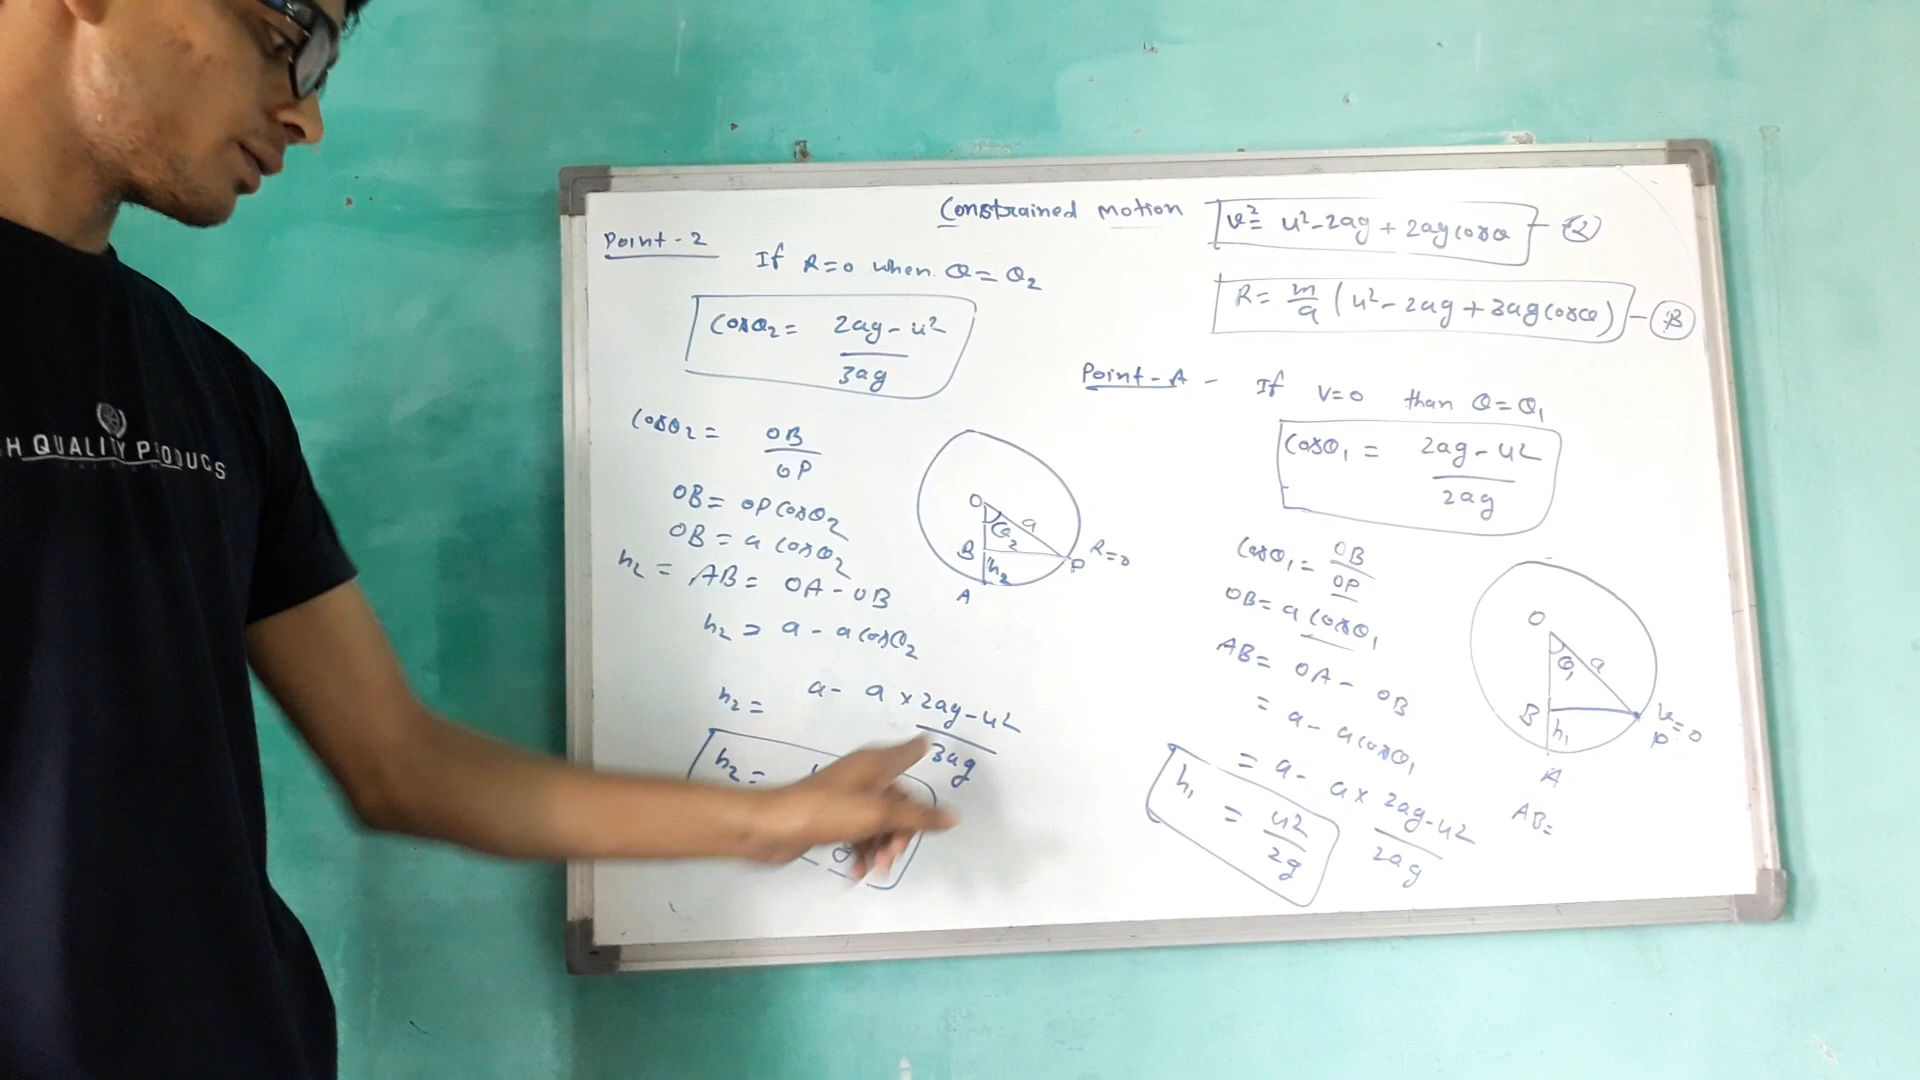 Constrained motion
v² = u² - 2ag + 2ag cosθ
R = m/a (u² - 2ag + 3ag cosθ) - B
Point - 2
If R=0 when θ = θ₂
cosθ₂ = 2ag - u² / 3ag
cosθ₂ = OB / OP
OB = OP cosθ₂
OB = a cosθ₂
h₂ = AB = OA - OB
h₂ = a - a cosθ₂
h₂ = a - a × 2ag - u² / 3ag
h₂ =
O
θ₂
a
B
h₂
A
P
R=0
Point - A - If v=0 than θ = θ₁
cosθ₁ = 2ag - u² / 2ag
cosθ₁ = OB / OP
OB = a cosθ₁
AB = OA - OB
= a - a cosθ₁
= a - a × 2ag - u² / 2ag
h₁ = u² / 2g
O
θ₁
a
B
h₁
A
v=0
P
AB =
H QUALITY PRODUCS